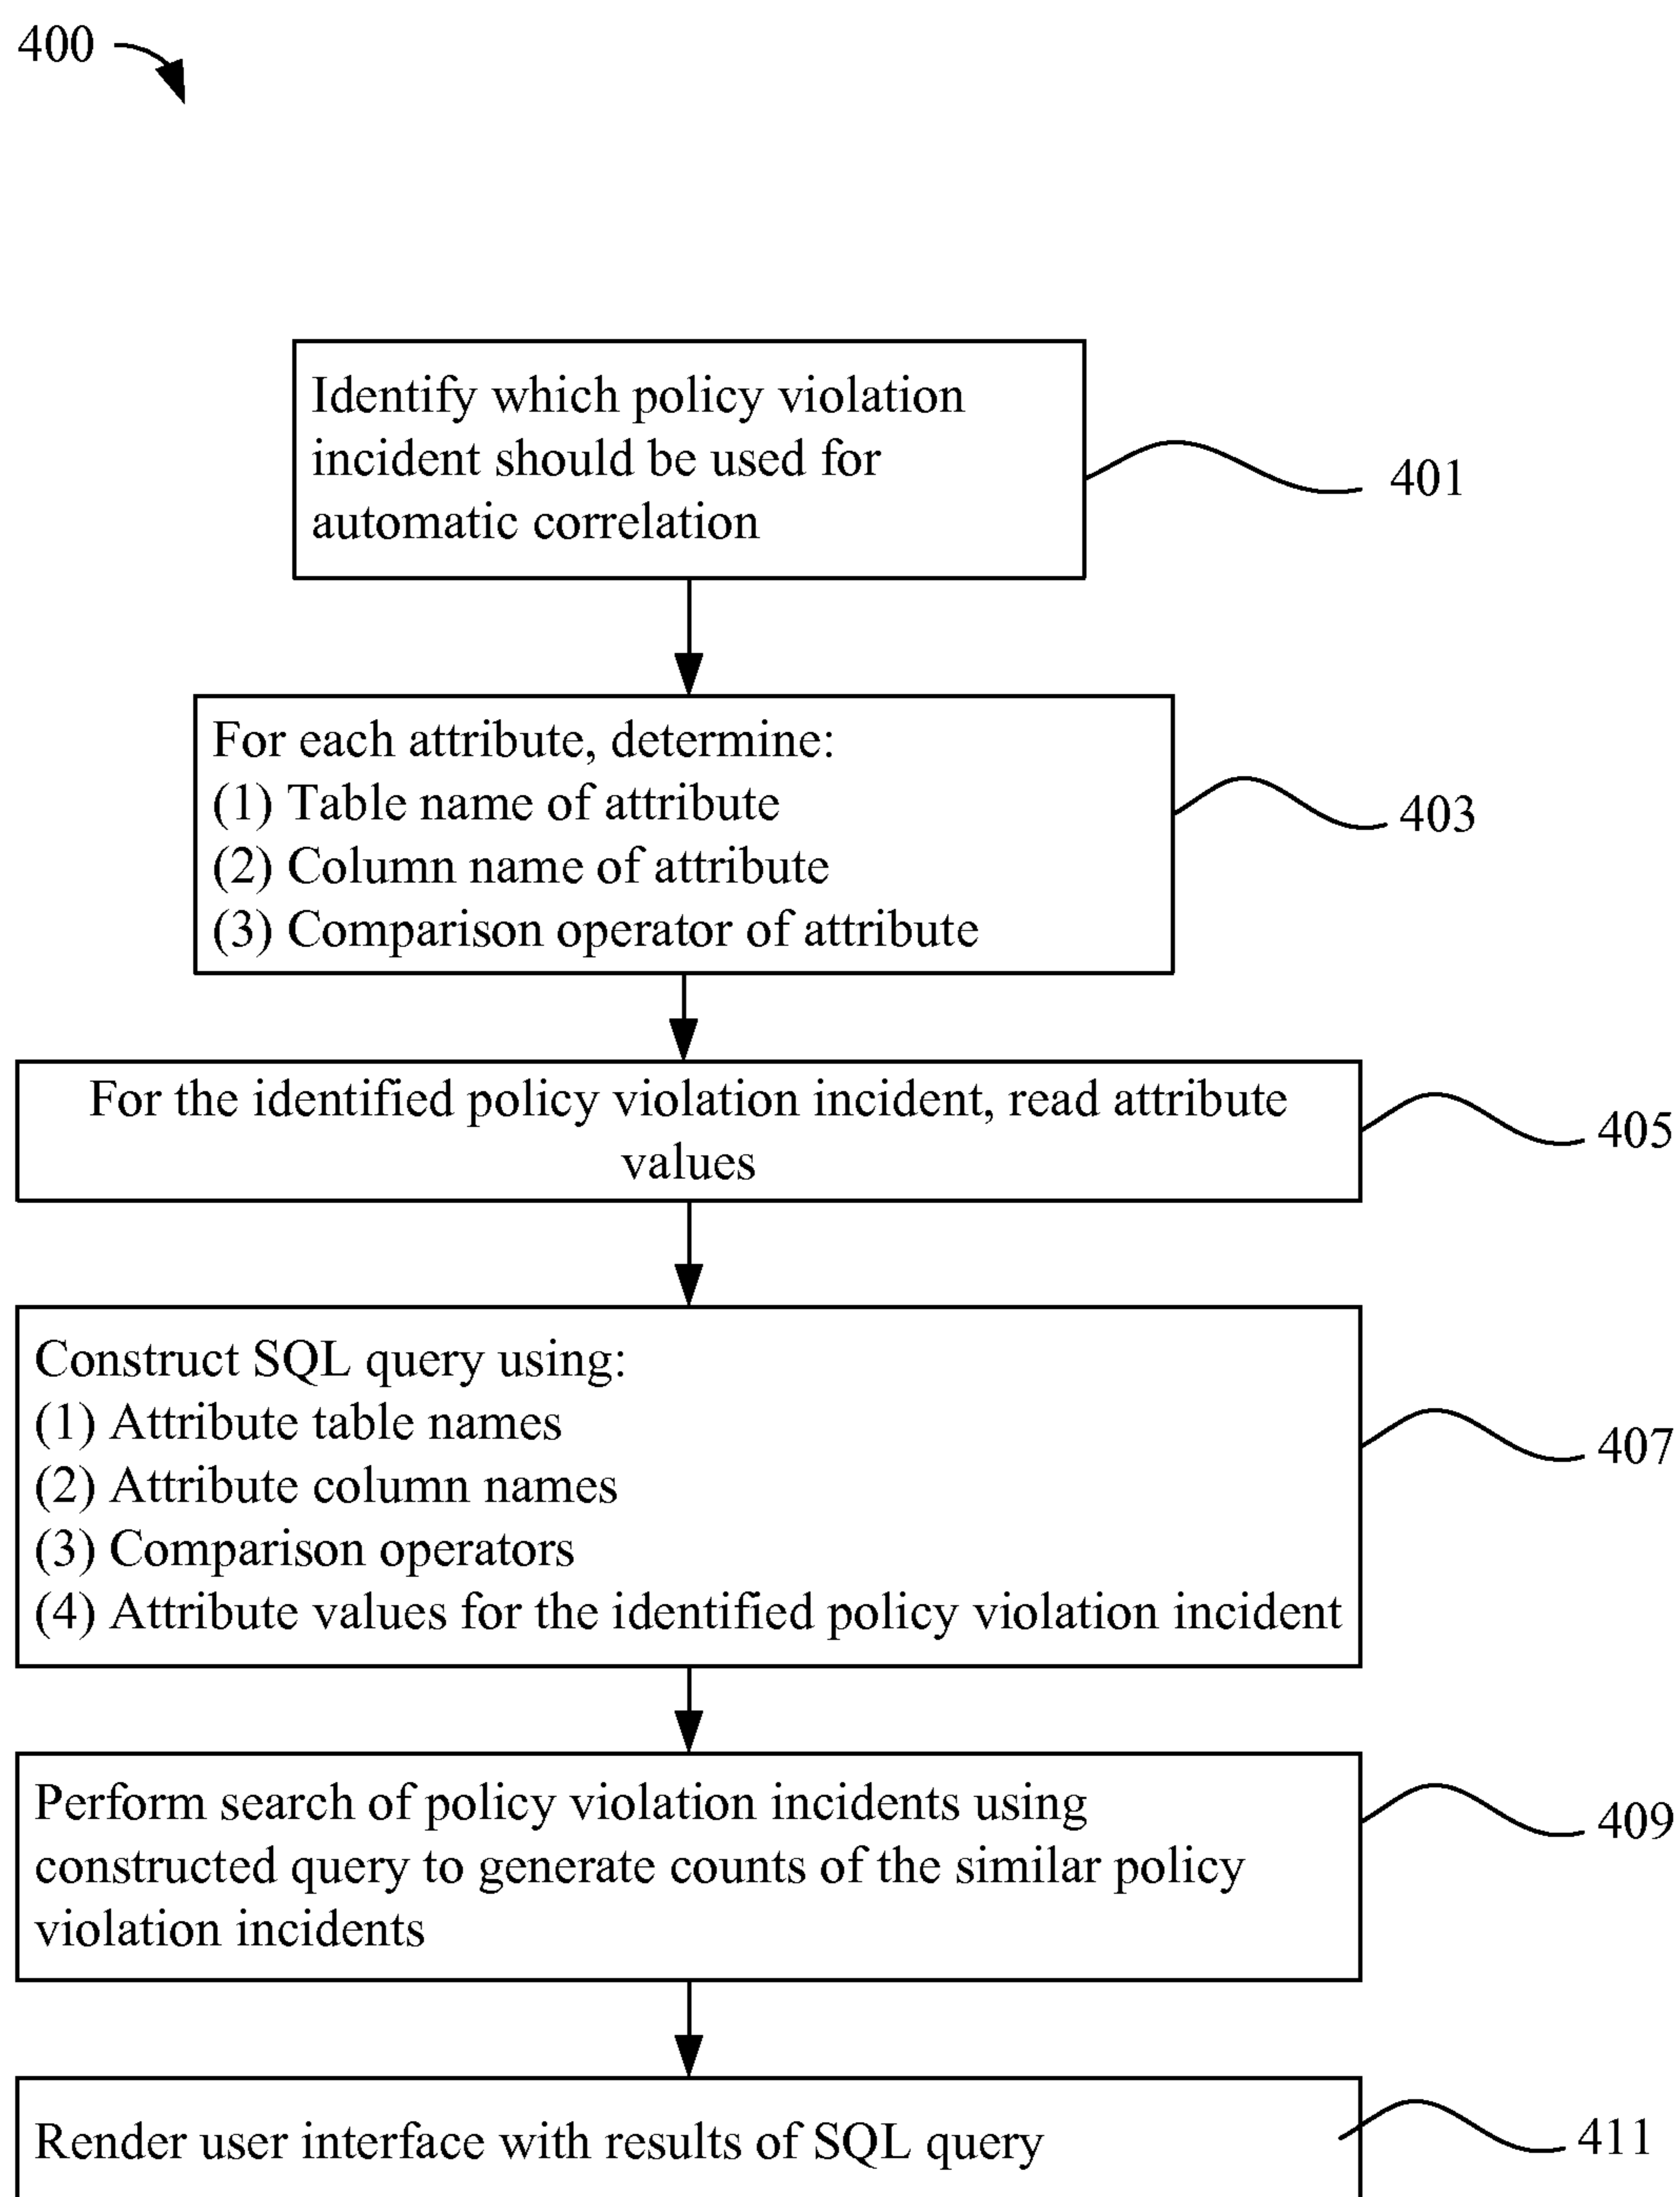 400
Identify which policy violation
incident should be used for
automatic correlation
401
For each attribute, determine:
(1) Table name of attribute
(2) Column name of attribute
(3) Comparison operator of attribute
403
For the identified policy violation incident, read attribute
values
405
Construct SQL query using:
(1) Attribute table names
(2) Attribute column names
(3) Comparison operators
(4) Attribute values for the identified policy violation incident
407
Perform search of policy violation incidents using
constructed query to generate counts of the similar policy
violation incidents
409
Render user interface with results of SQL query
411